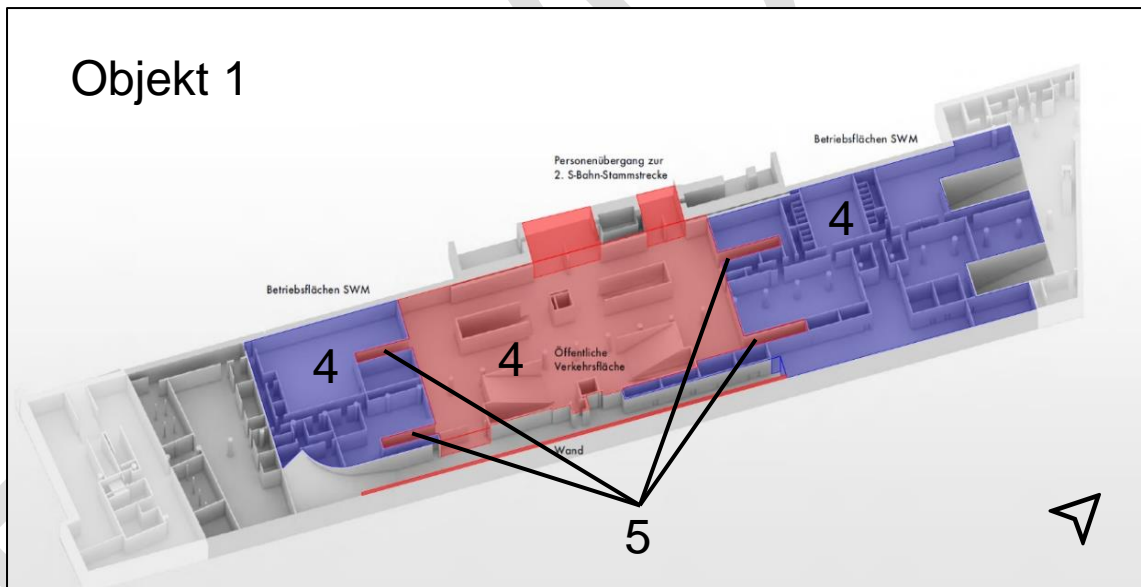 Objekt 1
Betriebsflächen SWM
Personenübergang zur
2. S-Bahn-Stammstrecke
4
Betriebsflächen SWM
4
4
Öffentliche
Verkehrsfläche
Wand
5